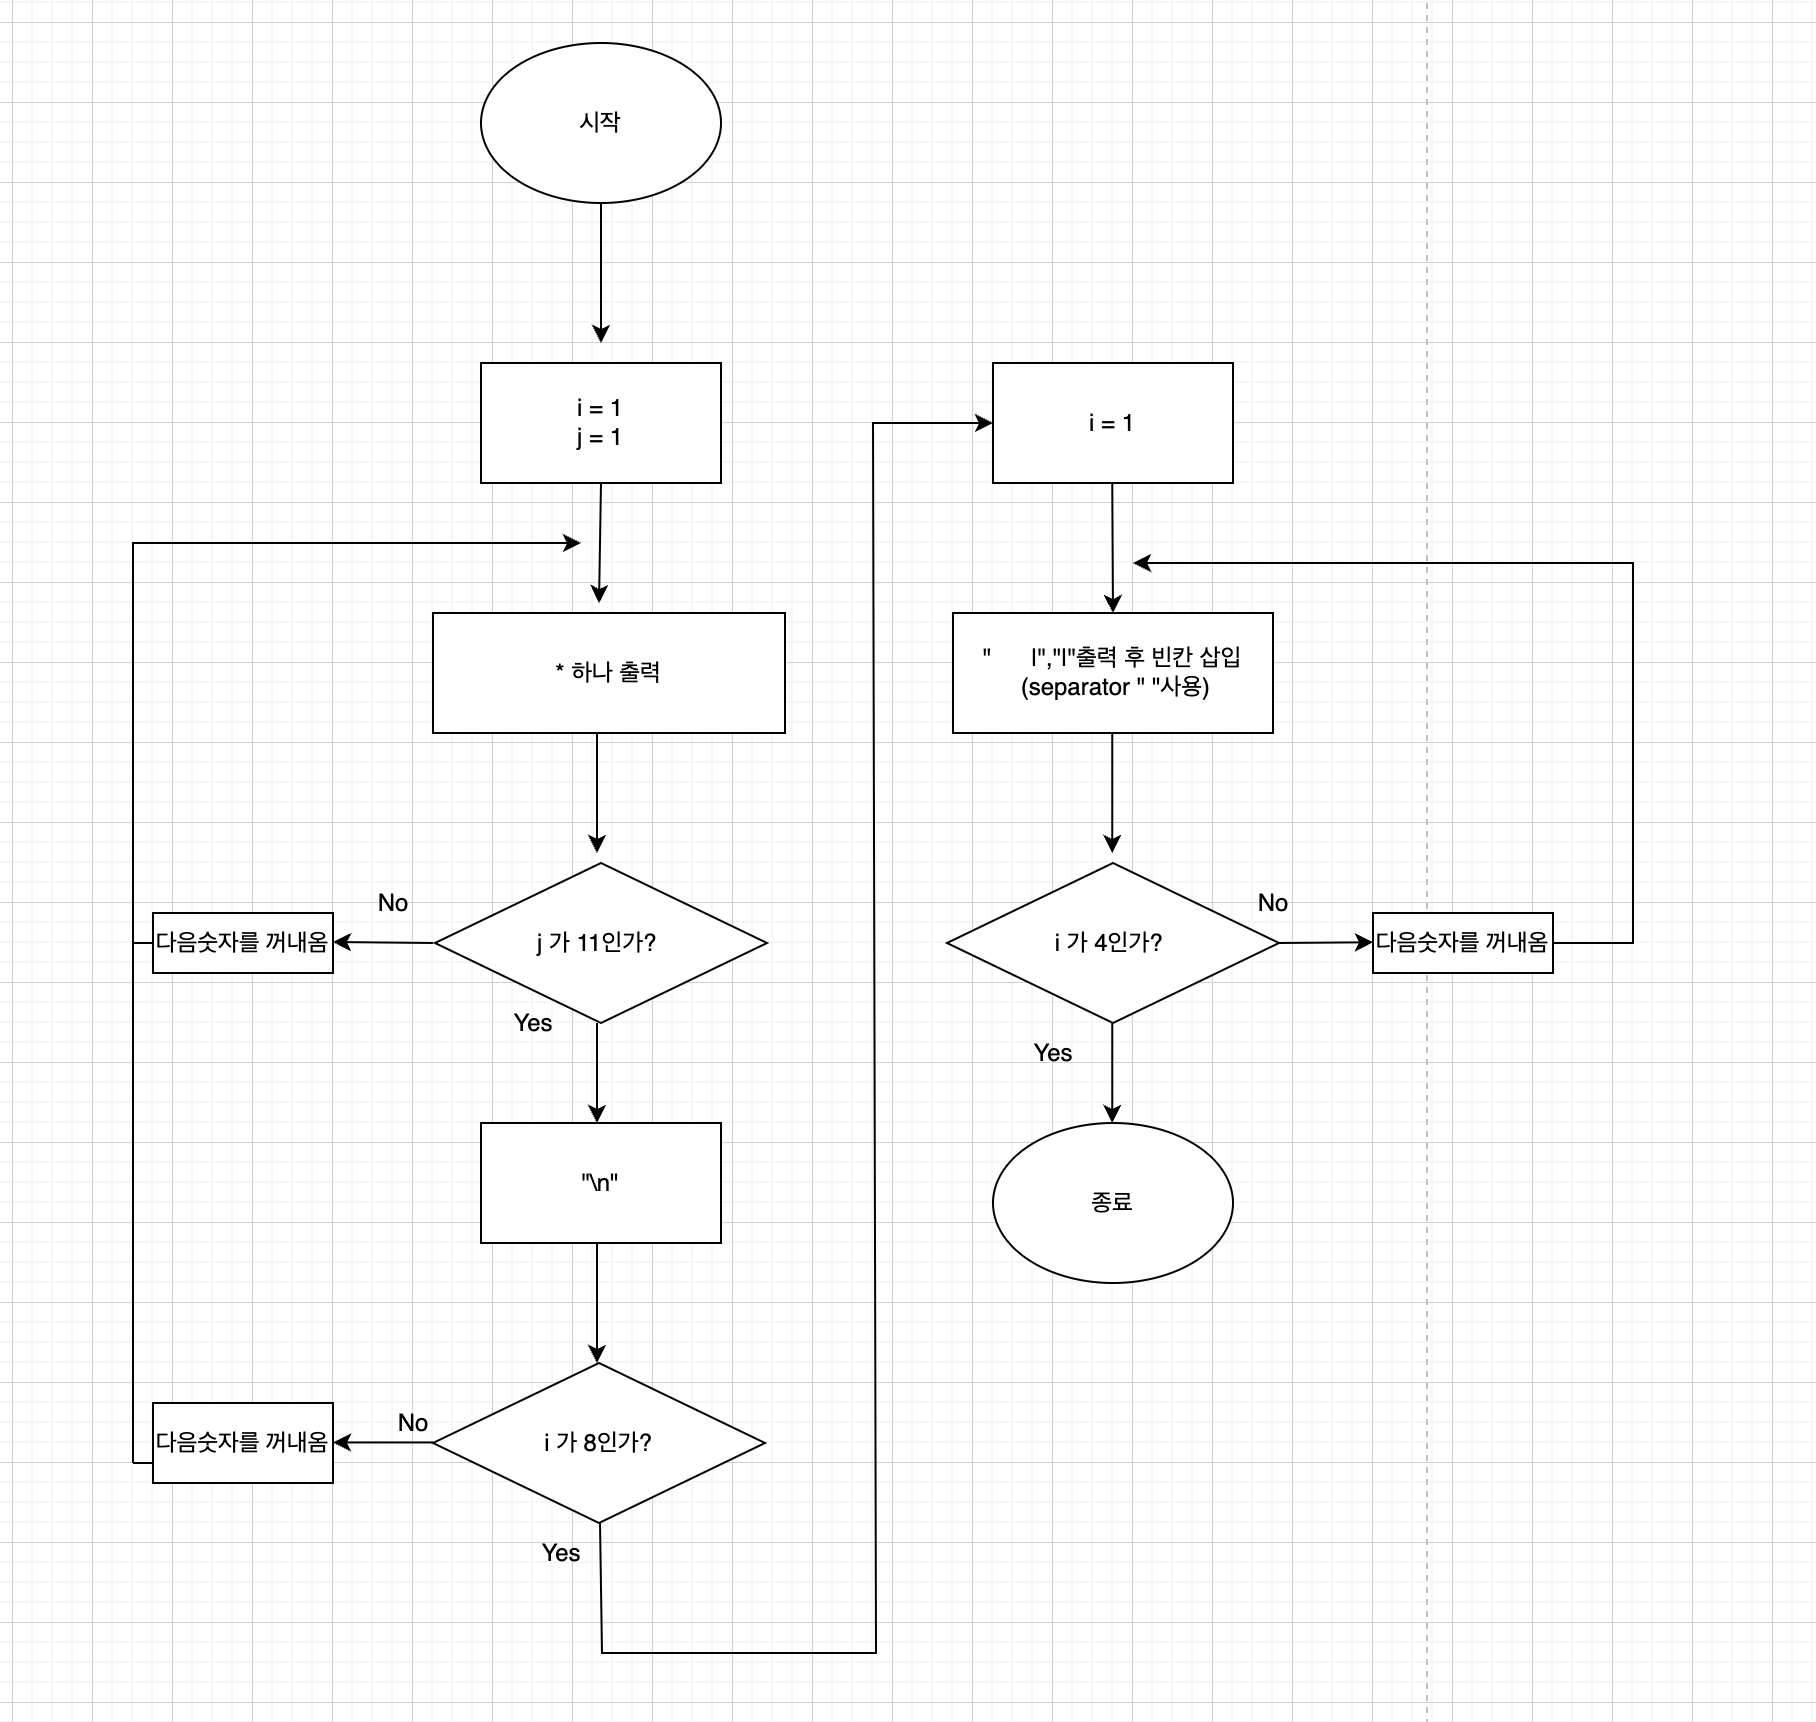 시작
i = 1
j = 1
* 하나 출력
j 가 11인가?
No
다음숫자를 꺼내옴
Yes
"\n"
i 가 8인가?
No
다음숫자를 꺼내옴
Yes
i = 1
"      I","I"출력 후 빈칸 삽입
(separator " "사용)
i 가 4인가?
No
다음숫자를 꺼내옴
Yes
종료